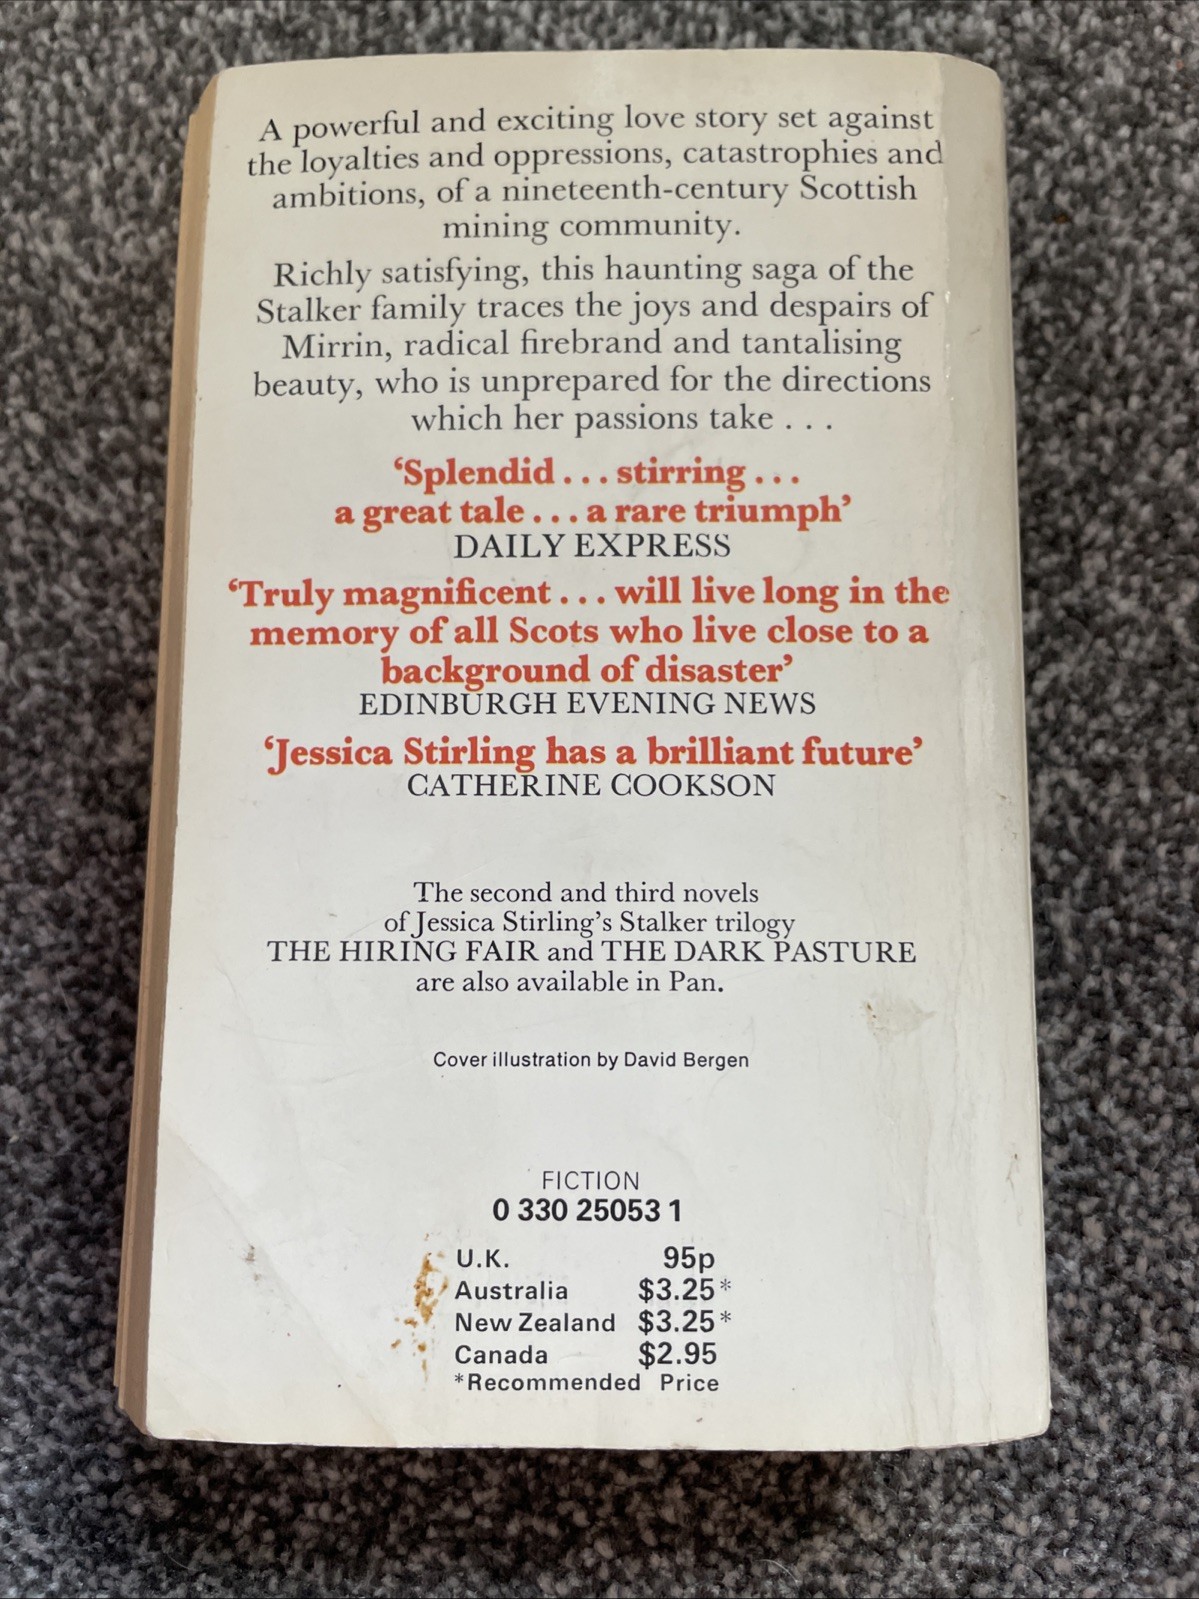 A powerful and exciting love story set against
the loyalties and oppressions, catastrophies and
ambitions, of a nineteenth-century Scottish
mining community.
Richly satisfying, this haunting saga of the
Stalker family traces the joys and despairs of
Mirrin, radical firebrand and tantalising
beauty, who is unprepared for the directions
which her passions take . . .
‘Splendid . . . stirring . . .
a great tale . . . a rare triumph’
DAILY EXPRESS
‘Truly magnificent . . . will live long in the
memory of all Scots who live close to a
background of disaster’
EDINBURGH EVENING NEWS
‘Jessica Stirling has a brilliant future’
CATHERINE COOKSON
The second and third novels
of Jessica Stirling’s Stalker trilogy
THE HIRING FAIR and THE DARK PASTURE
are also available in Pan.
Cover illustration by David Bergen
FICTION
0 330 25053 1
U.K. 95p
Australia $3.25*
New Zealand $3.25*
Canada $2.95
*Recommended Price